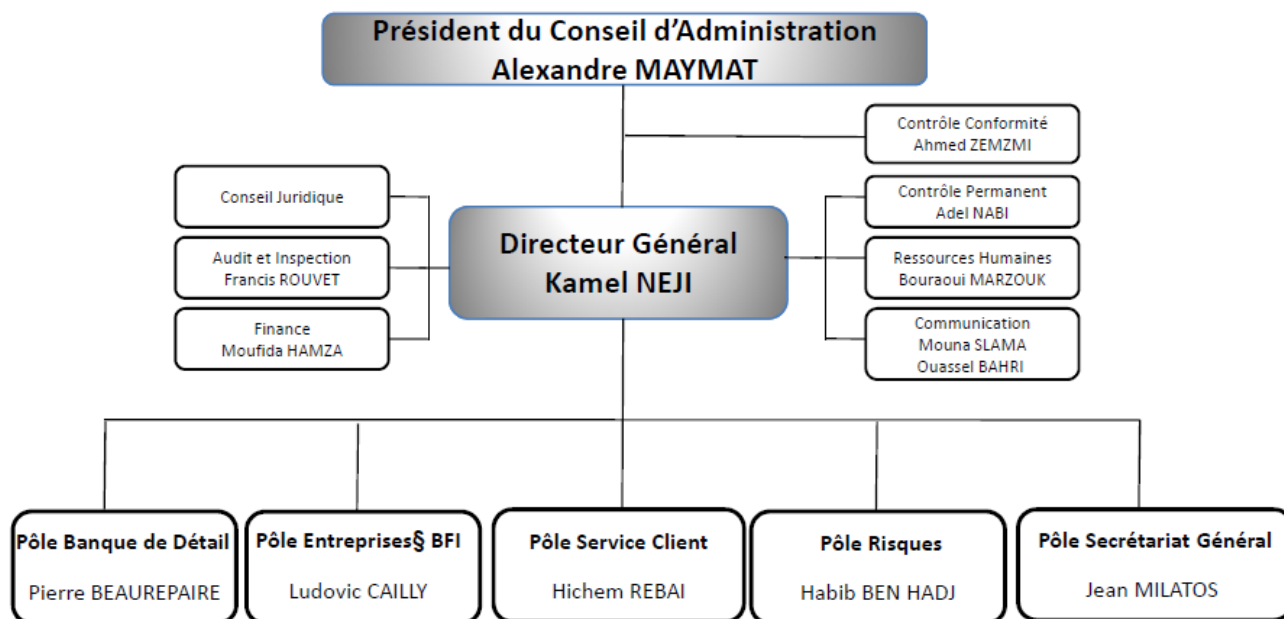 Président du Conseil d’Administration
Alexandre MAYMAT
Contrôle Conformité
Ahmed ZEMZMI
Conseil Juridique
Audit et Inspection
Francis ROUVET
Finance
Moufida HAMZA
Directeur Général
Kamel NEJI
Contrôle Permanent
Adel NABI
Ressources Humaines
Bouraoui MARZOUK
Communication
Mouna SLAMA
Ouassel BAHRI
Pôle Banque de Détail
Pierre BEAUREPAIRE
Pôle Entreprises§ BFI
Ludovic CAILLY
Pôle Service Client
Hichem REBAI
Pôle Risques
Habib BEN HADJ
Pôle Secrétariat Général
Jean MILATOS